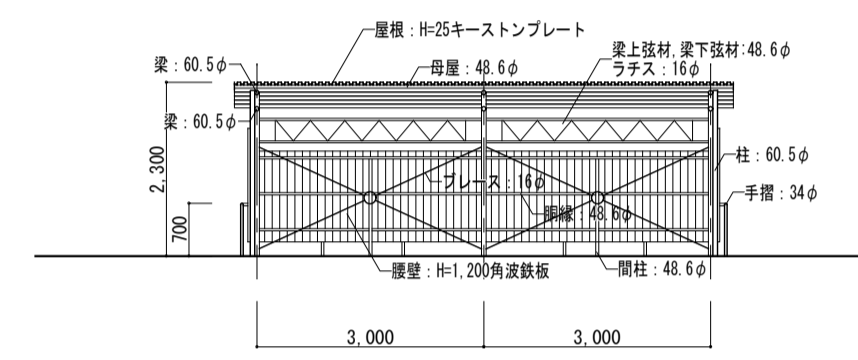 屋根：H=25キーストンプレート
梁上弦材,梁下弦材:48.6φ
ラチス：16φ
梁：60.5φ
母屋：48.6φ
梁：60.5φ
柱：60.5φ
2,300
ブレース：16φ
手摺：34φ
胴縁：48.6φ
700
腰壁：H=1,200角波鉄板
間柱：48.6φ
3,000
3,000